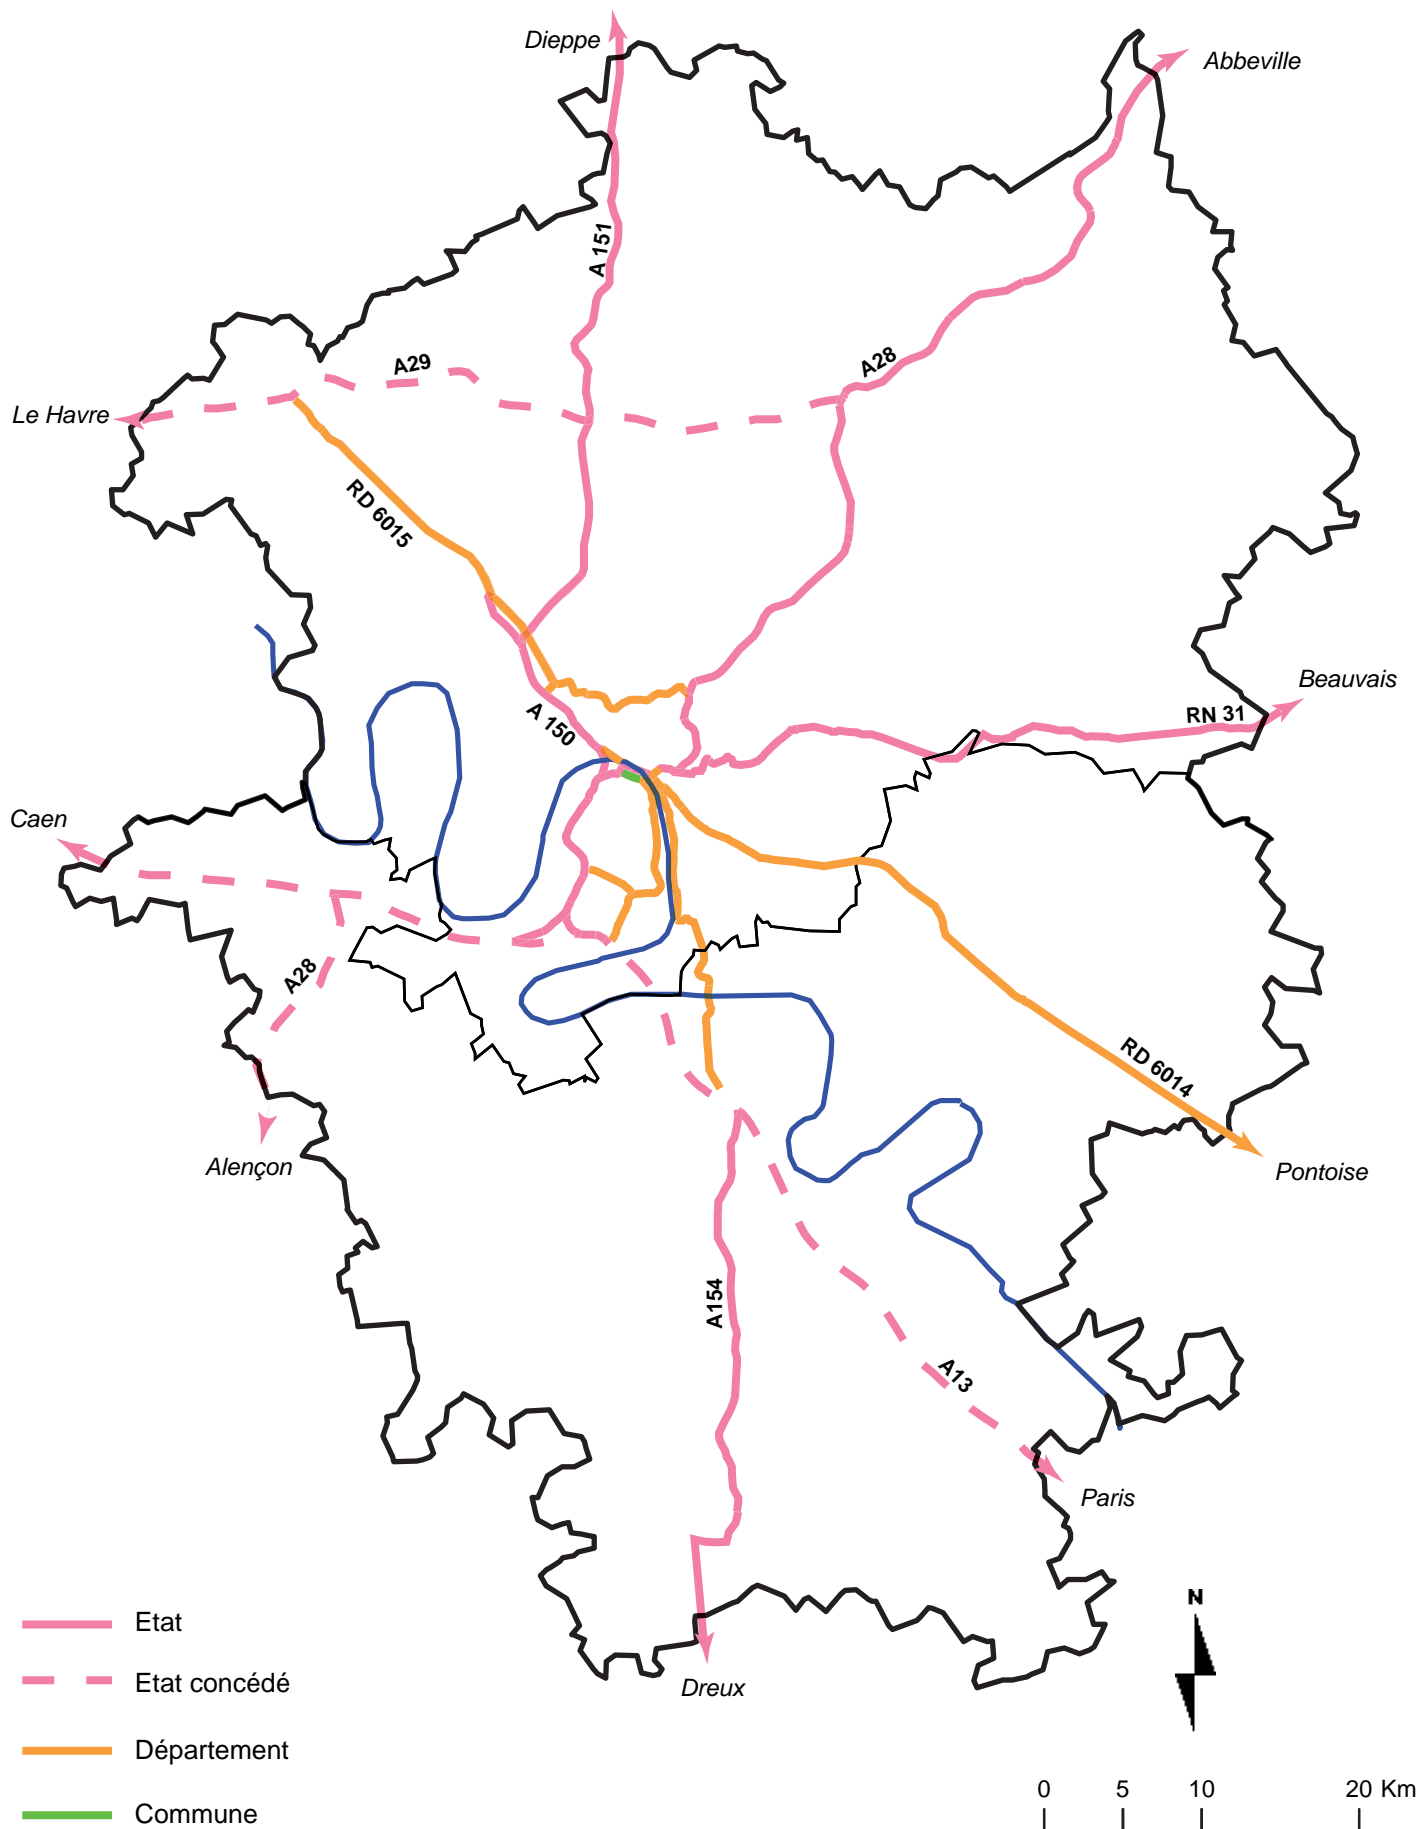 Dieppe
Abbeville
A 151
A28
A29
Le Havre
RD 6015
Beauvais
RN 31
A 150
Caen
A28
RD 6014
Alençon
Pontoise
A154
A13
Paris
Dreux
N
Etat
Etat concédé
Département
Commune
0 5 10 20 Km